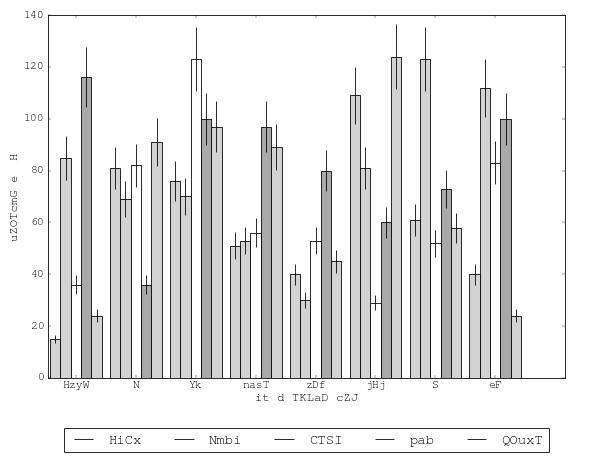 140
120
100
80
60
40
20
0
uZOTcmG e  H
HzyW N Yk nasT zDf jHj S eF
it d TKLaD cZJ
HiCx Nmbi CTSI pab QOuxT